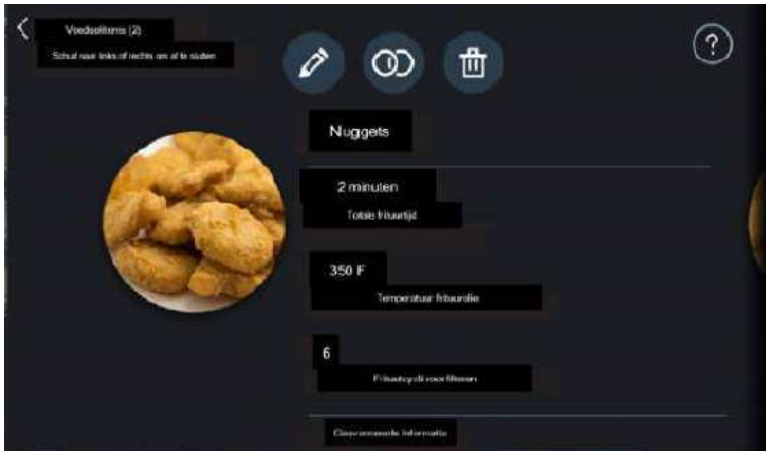 Voedselitems (2)
Schuif naar links of rechts om af te sluiten
?
Nuggets
2 minuten
Totale frituurtijd
350 F
Temperatuur frituurolie
6
Frituurcycli voor filteren
Geavanceerde informatie